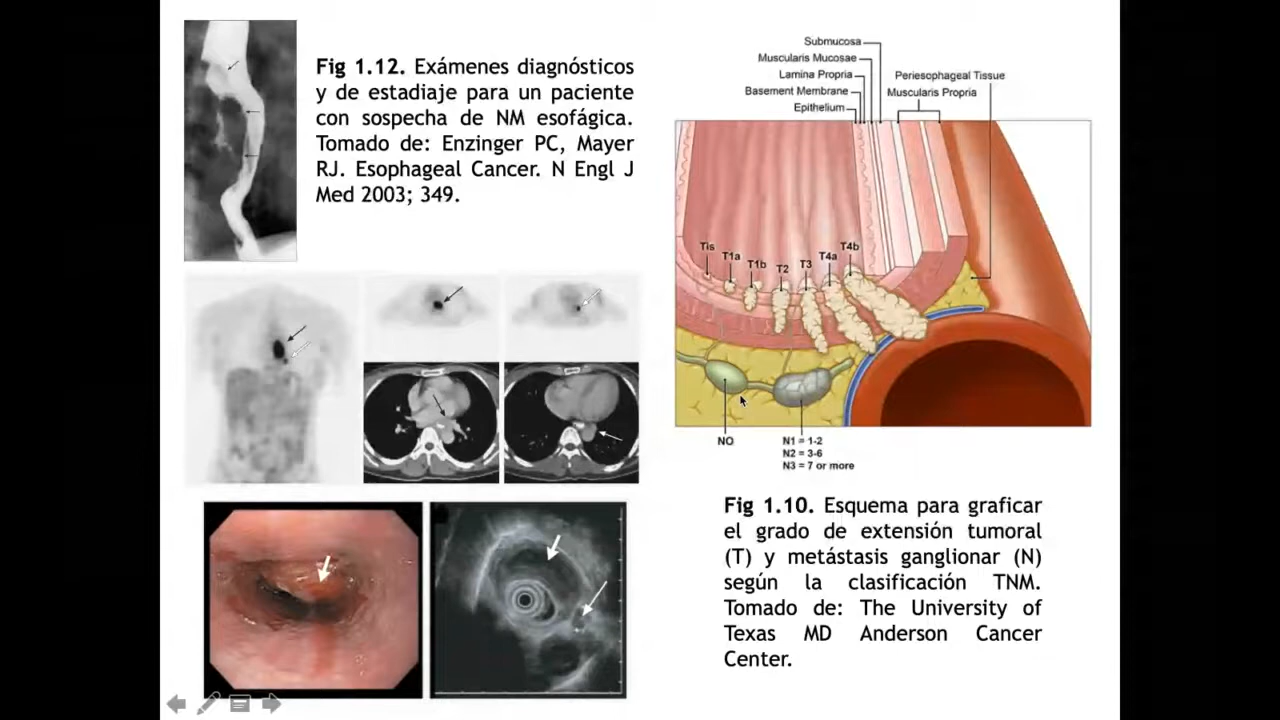 Fig 1.12. Exámenes diagnósticos
y de estadiaje para un paciente
con sospecha de NM esofágica.
Tomado de: Enzinger PC, Mayer
RJ. Esophageal Cancer. N Engl J
Med 2003; 349.
Submucosa
Muscularis Mucosae
Lamina Propria
Basement Membrane
Epithelium
Periesophageal Tissue
Muscularis Propria
Tis
T1a
T1b
T2
T3
T4a
T4b
NO
N1 = 1-2
N2 = 3-6
N3 = 7 or more
Fig 1.10. Esquema para graficar
el grado de extensión tumoral
(T) y metástasis ganglionar (N)
según la clasificación TNM.
Tomado de: The University of
Texas MD Anderson Cancer
Center.